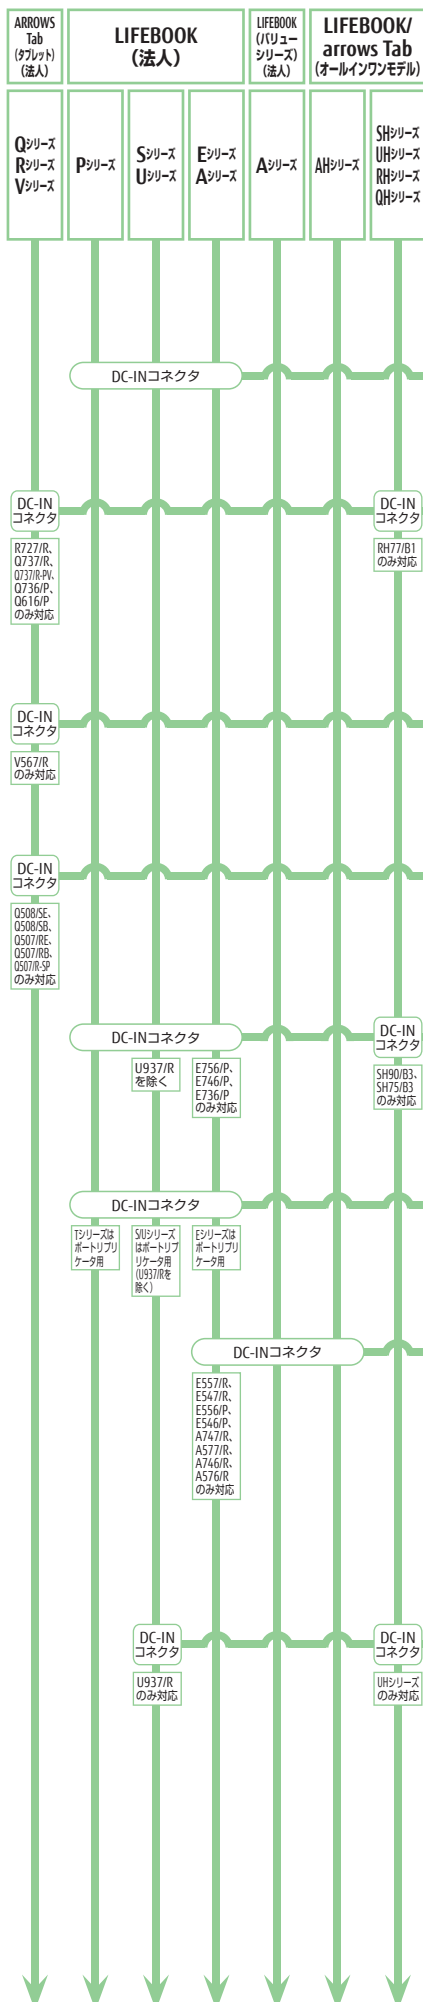 ARROWS
Tab
(タブレット)
(法人)
LIFEBOOK
(法人)
LIFEBOOK
(バリュー
シリーズ)
(法人)
LIFEBOOK/
arrows Tab
(オールインワンモデル)
Qシリーズ
Rシリーズ
Vシリーズ
Pシリーズ
Sシリーズ
Uシリーズ
Eシリーズ
Aシリーズ
Aシリーズ
AHシリーズ
SHシリーズ
UHシリーズ
RHシリーズ
QHシリーズ
DC-INコネクタ
DC-IN
コネクタ
R727/R、
Q737/R、
Q737/R-PV、
Q736/P、
Q616/P
のみ対応
DC-IN
コネクタ
RH77/B1
のみ対応
DC-IN
コネクタ
V567/R
のみ対応
DC-IN
コネクタ
Q508/SE、
Q508/SB、
Q507/RE、
Q507/RB、
Q507/R-SP
のみ対応
DC-INコネクタ
U937/R
を除く
E756/P、
E746/P、
E736/P
のみ対応
DC-IN
コネクタ
SH90/B3、
SH75/B3
のみ対応
DC-INコネクタ
Tシリーズは
ポートリプリ
ケータ用
S/Uシリーズ
はポートリプ
リケータ用
(U937/Rを
除く)
Eシリーズは
ポートリプリ
ケータ用
DC-INコネクタ
E557/R、
E547/R、
E556/P、
E546/P、
A747/R、
A577/R、
A746/R、
A576/R
のみ対応
DC-IN
コネクタ
U937/R
のみ対応
DC-IN
コネクタ
UHシリーズ
のみ対応